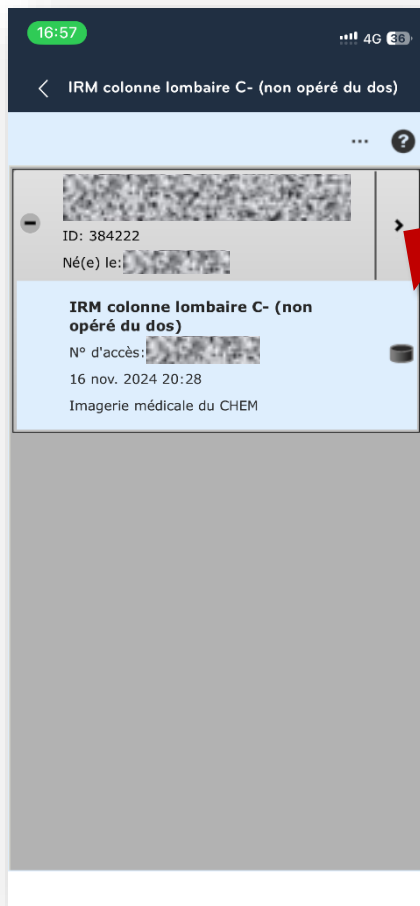 16:57
4G 36
IRM colonne lombaire C- (non opéré du dos)
... ?
ID: 384222
Né(e) le:
IRM colonne lombaire C- (non
opéré du dos)
N° d'accès:
16 nov. 2024 20:28
Imagerie médicale du CHEM